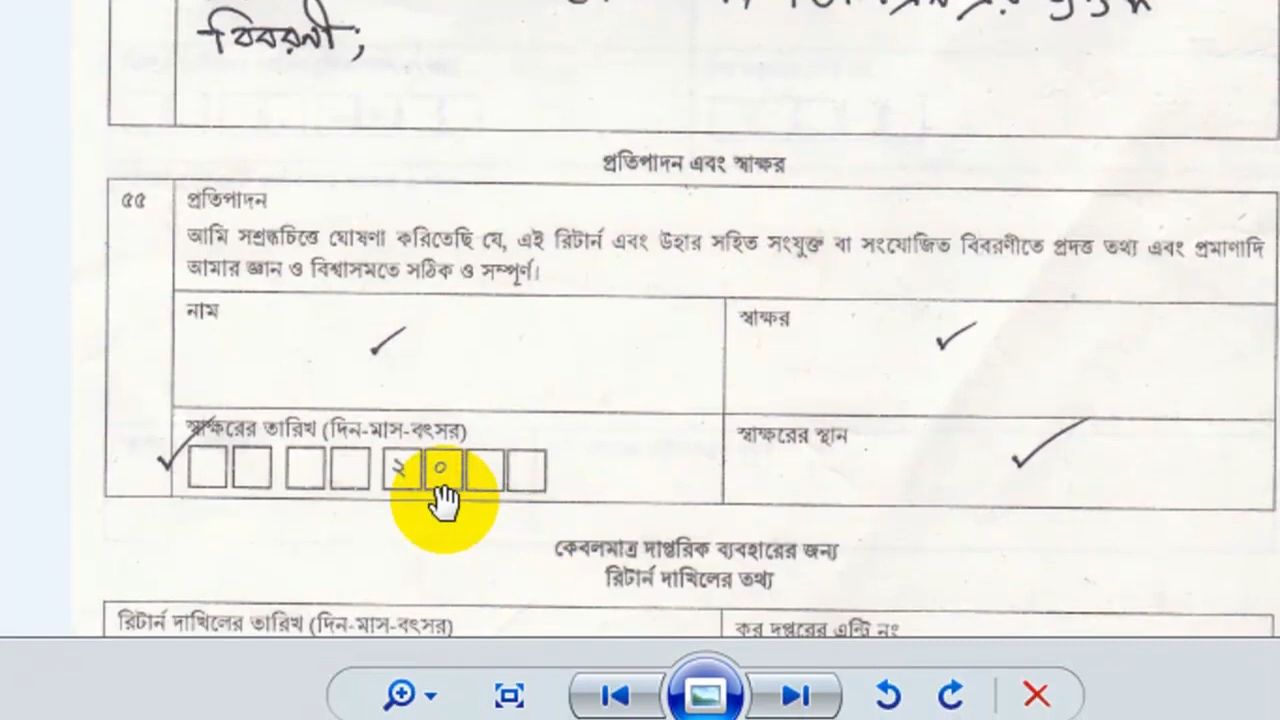 বিবরনী;
প্রতিপাদন এবং স্বাক্ষর
৫৫
প্রতিপাদন
আমি সশ্রদ্ধচিত্তে ঘোষণা করিতেছি যে, এই রিটার্ন এবং উহার সহিত সংযুক্ত বা সংযোজিত বিবরণীতে প্রদত্ত তথ্য এবং প্রমাণাদি
আমার জ্ঞান ও বিশ্বাসমতে সঠিক ও সম্পূর্ণ।
নাম
স্বাক্ষর
স্বাক্ষরের তারিখ (দিন-মাস-বৎসর)
২ ০
স্বাক্ষরের স্থান
কেবলমাত্র দাপ্তরিক ব্যবহারের জন্য
রিটার্ন দাখিলের তথ্য
রিটার্ন দাখিলের তারিখ (দিন-মাস-বৎসর)
কর দপ্তরের এন্ট্রি নং